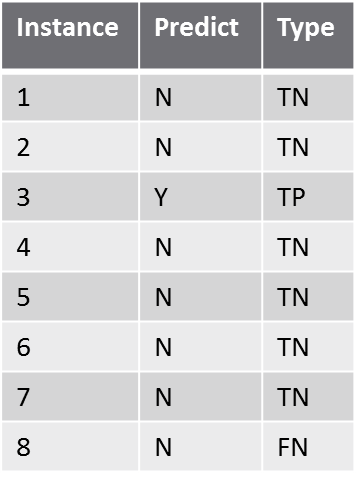 Instance Predict Type
1 N TN
2 N TN
3 Y TP
4 N TN
5 N TN
6 N TN
7 N TN
8 N FN